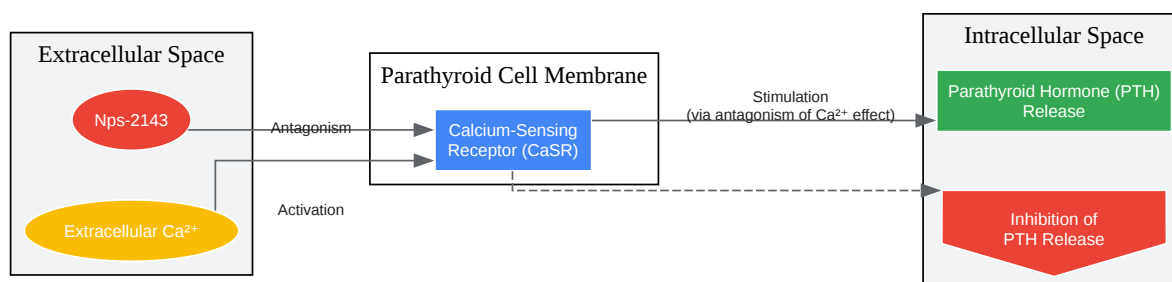 Extracellular Space
Nps-2143
Extracellular Ca²⁺
Antagonism
Activation
Parathyroid Cell Membrane
Calcium-Sensing
Receptor (CaSR)
Stimulation
(via antagonism of Ca²⁺ effect)
Intracellular Space
Parathyroid Hormone (PTH)
Release
Inhibition of
PTH Release